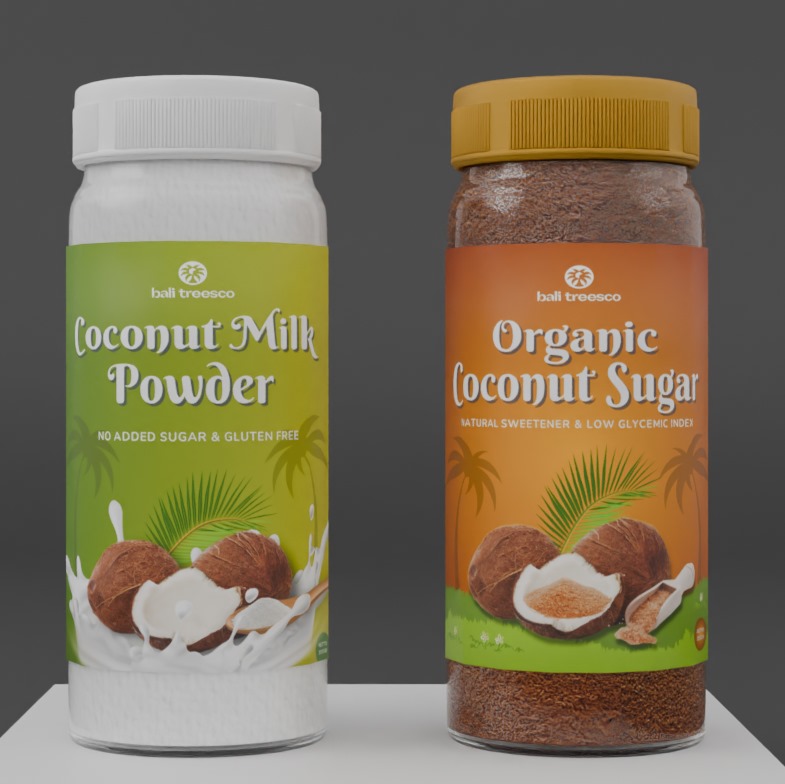 bali treesco
Coconut Milk
Powder
NO ADDED SUGAR & GLUTEN FREE
bali treesco
Organic
Coconut Sugar
NATURAL SWEETENER & LOW GLYCEMIC INDEX